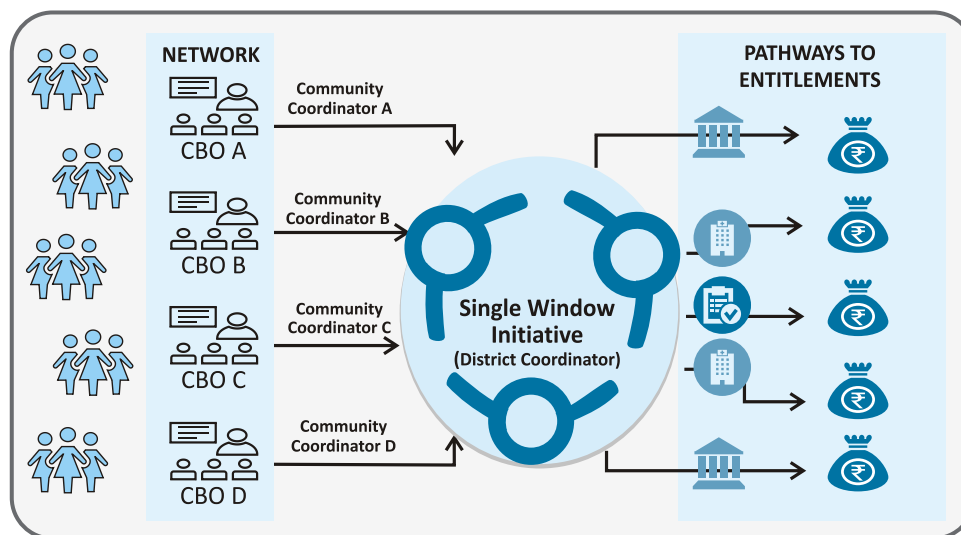 NETWORK
CBO A
CBO B
CBO C
CBO D
Community
Coordinator A
Community
Coordinator B
Community
Coordinator C
Community
Coordinator D
Single Window
Initiative
(District Coordinator)
PATHWAYS TO
ENTITLEMENTS
₹
₹
₹
₹
₹